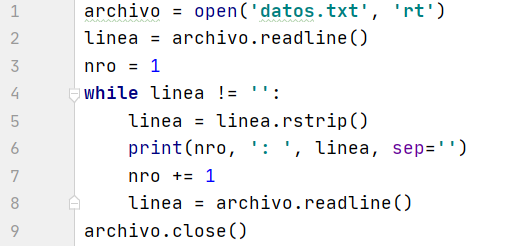 1 archivo = open('datos.txt', 'rt')
2 linea = archivo.readline()
3 nro = 1
4 while linea != '':
5     linea = linea.rstrip()
6     print(nro, ': ', linea, sep='')
7     nro += 1
8     linea = archivo.readline()
9 archivo.close()